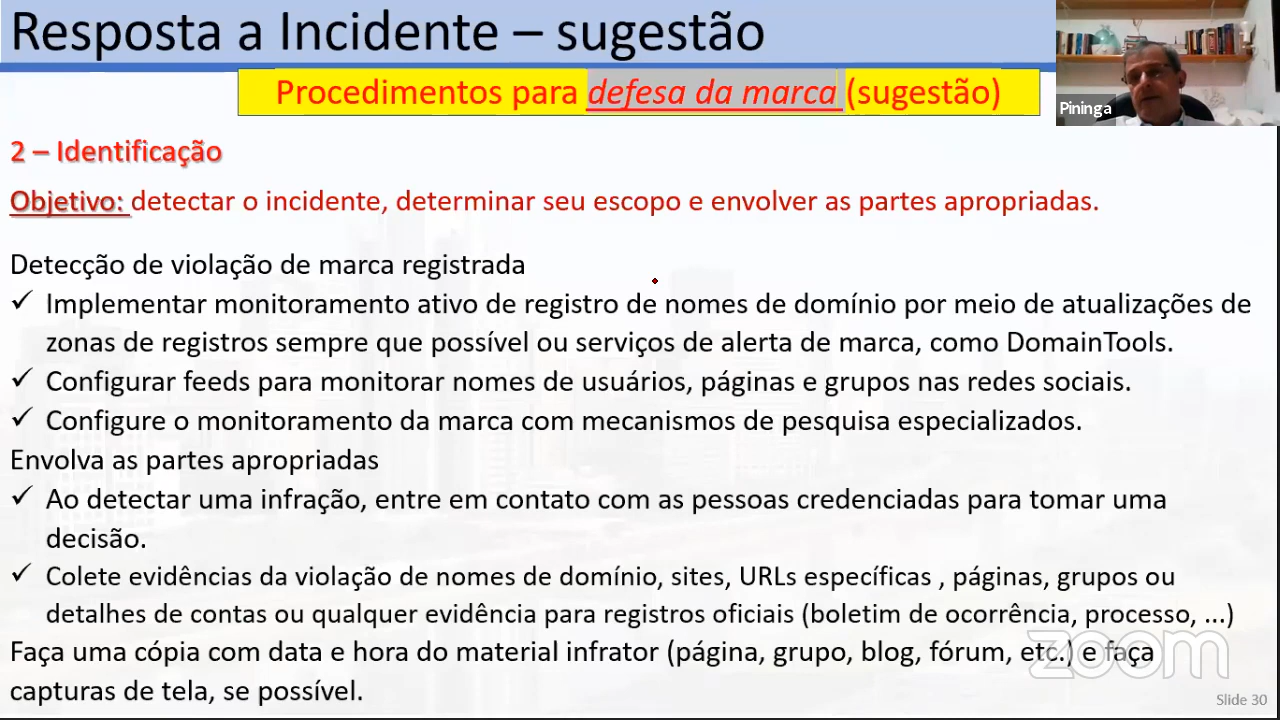 Resposta a Incidente – sugestão
Procedimentos para defesa da marca (sugestão)
Pininga
2 – Identificação
Objetivo: detectar o incidente, determinar seu escopo e envolver as partes apropriadas.
Detecção de violação de marca registrada
✓ Implementar monitoramento ativo de registro de nomes de domínio por meio de atualizações de
zonas de registros sempre que possível ou serviços de alerta de marca, como DomainTools.
✓ Configurar feeds para monitorar nomes de usuários, páginas e grupos nas redes sociais.
✓ Configure o monitoramento da marca com mecanismos de pesquisa especializados.
Envolva as partes apropriadas
✓ Ao detectar uma infração, entre em contato com as pessoas credenciadas para tomar uma
decisão.
✓ Colete evidências da violação de nomes de domínio, sites, URLs específicas , páginas, grupos ou
detalhes de contas ou qualquer evidência para registros oficiais (boletim de ocorrência, processo, ...)
Faça uma cópia com data e hora do material infrator (página, grupo, blog, fórum, etc.) e faça
capturas de tela, se possível.
zoom
Slide 30